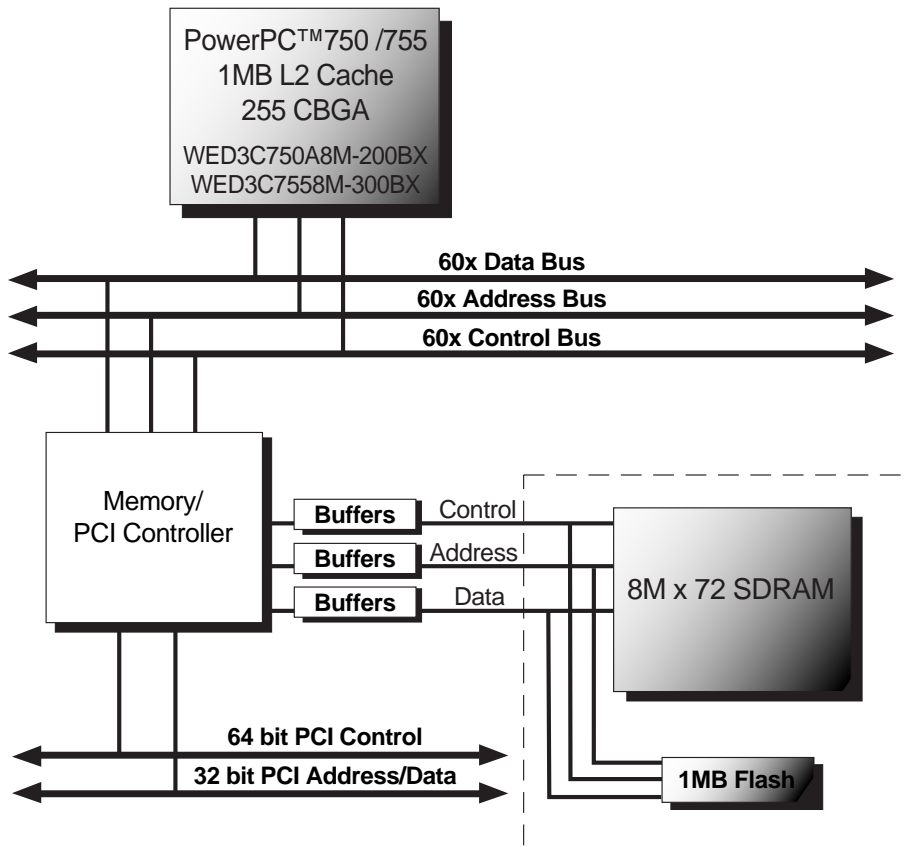 PowerPC™750 /755
1MB L2 Cache
255 CBGA
WED3C750A8M-200BX
WED3C7558M-300BX
60x Data Bus
60x Address Bus
60x Control Bus
Memory/
PCI Controller
Buffers
Control
Buffers
Address
Buffers
Data
8M x 72 SDRAM
64 bit PCI Control
32 bit PCI Address/Data
1MB Flash